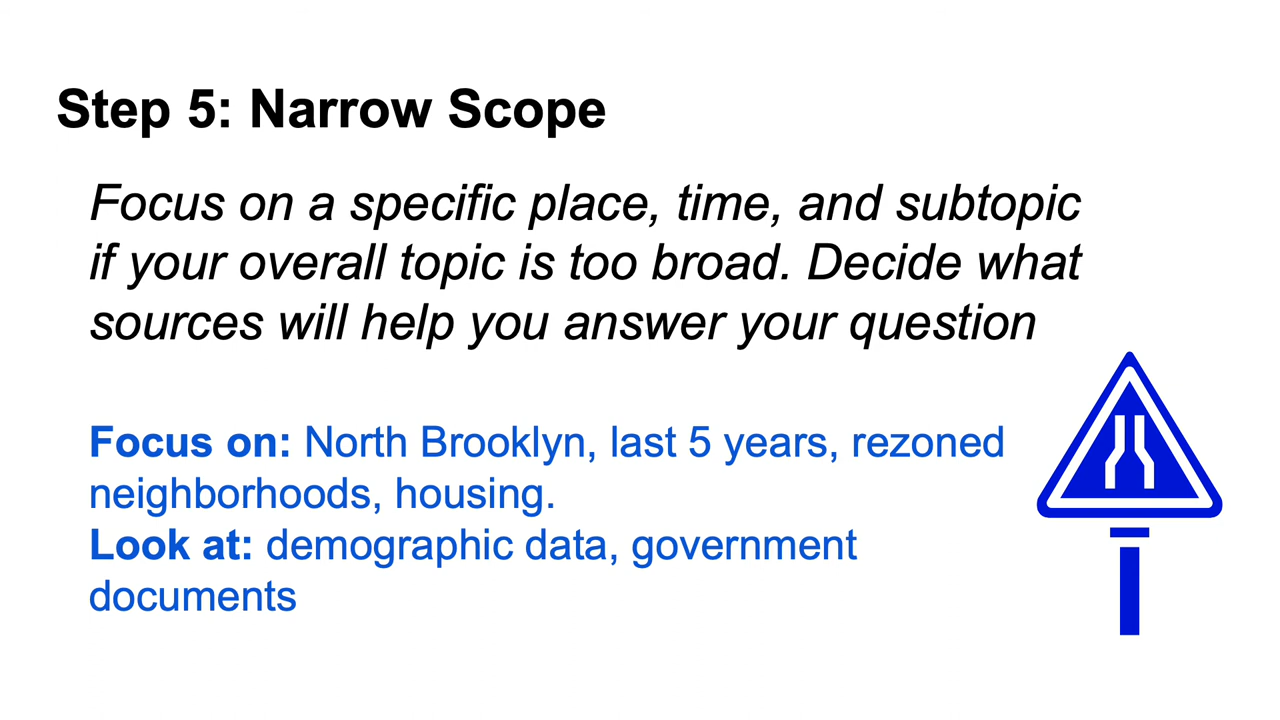 Step 5: Narrow Scope
Focus on a specific place, time, and subtopic
if your overall topic is too broad. Decide what
sources will help you answer your question
Focus on: North Brooklyn, last 5 years, rezoned
neighborhoods, housing.
Look at: demographic data, government
documents